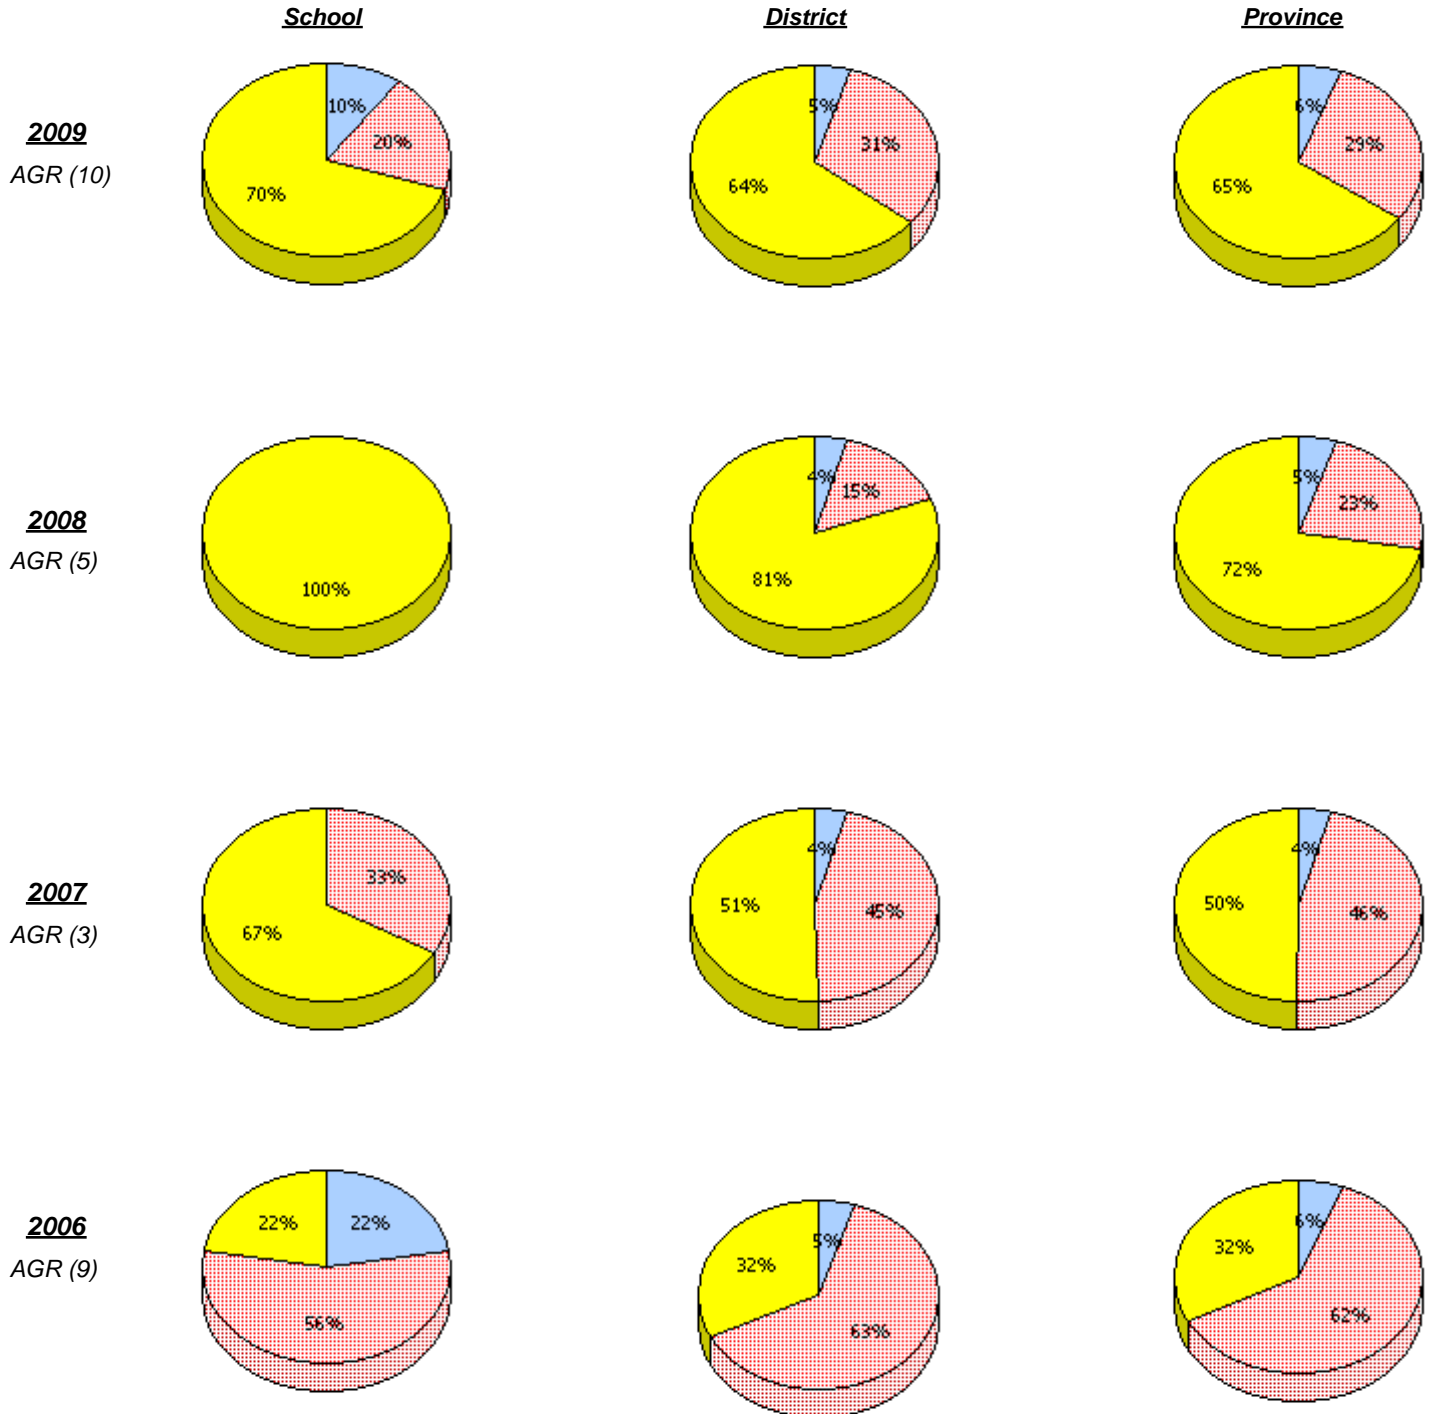 School District Province
2009
AGR (10)
10% 20% 70%
5% 31% 64%
6% 29% 65%
2008
AGR (5)
100%
4% 15% 81%
5% 23% 72%
2007
AGR (3)
33% 67%
4% 45% 51%
4% 46% 50%
2006
AGR (9)
22% 22% 56%
32% 5% 63%
32% 6% 62%